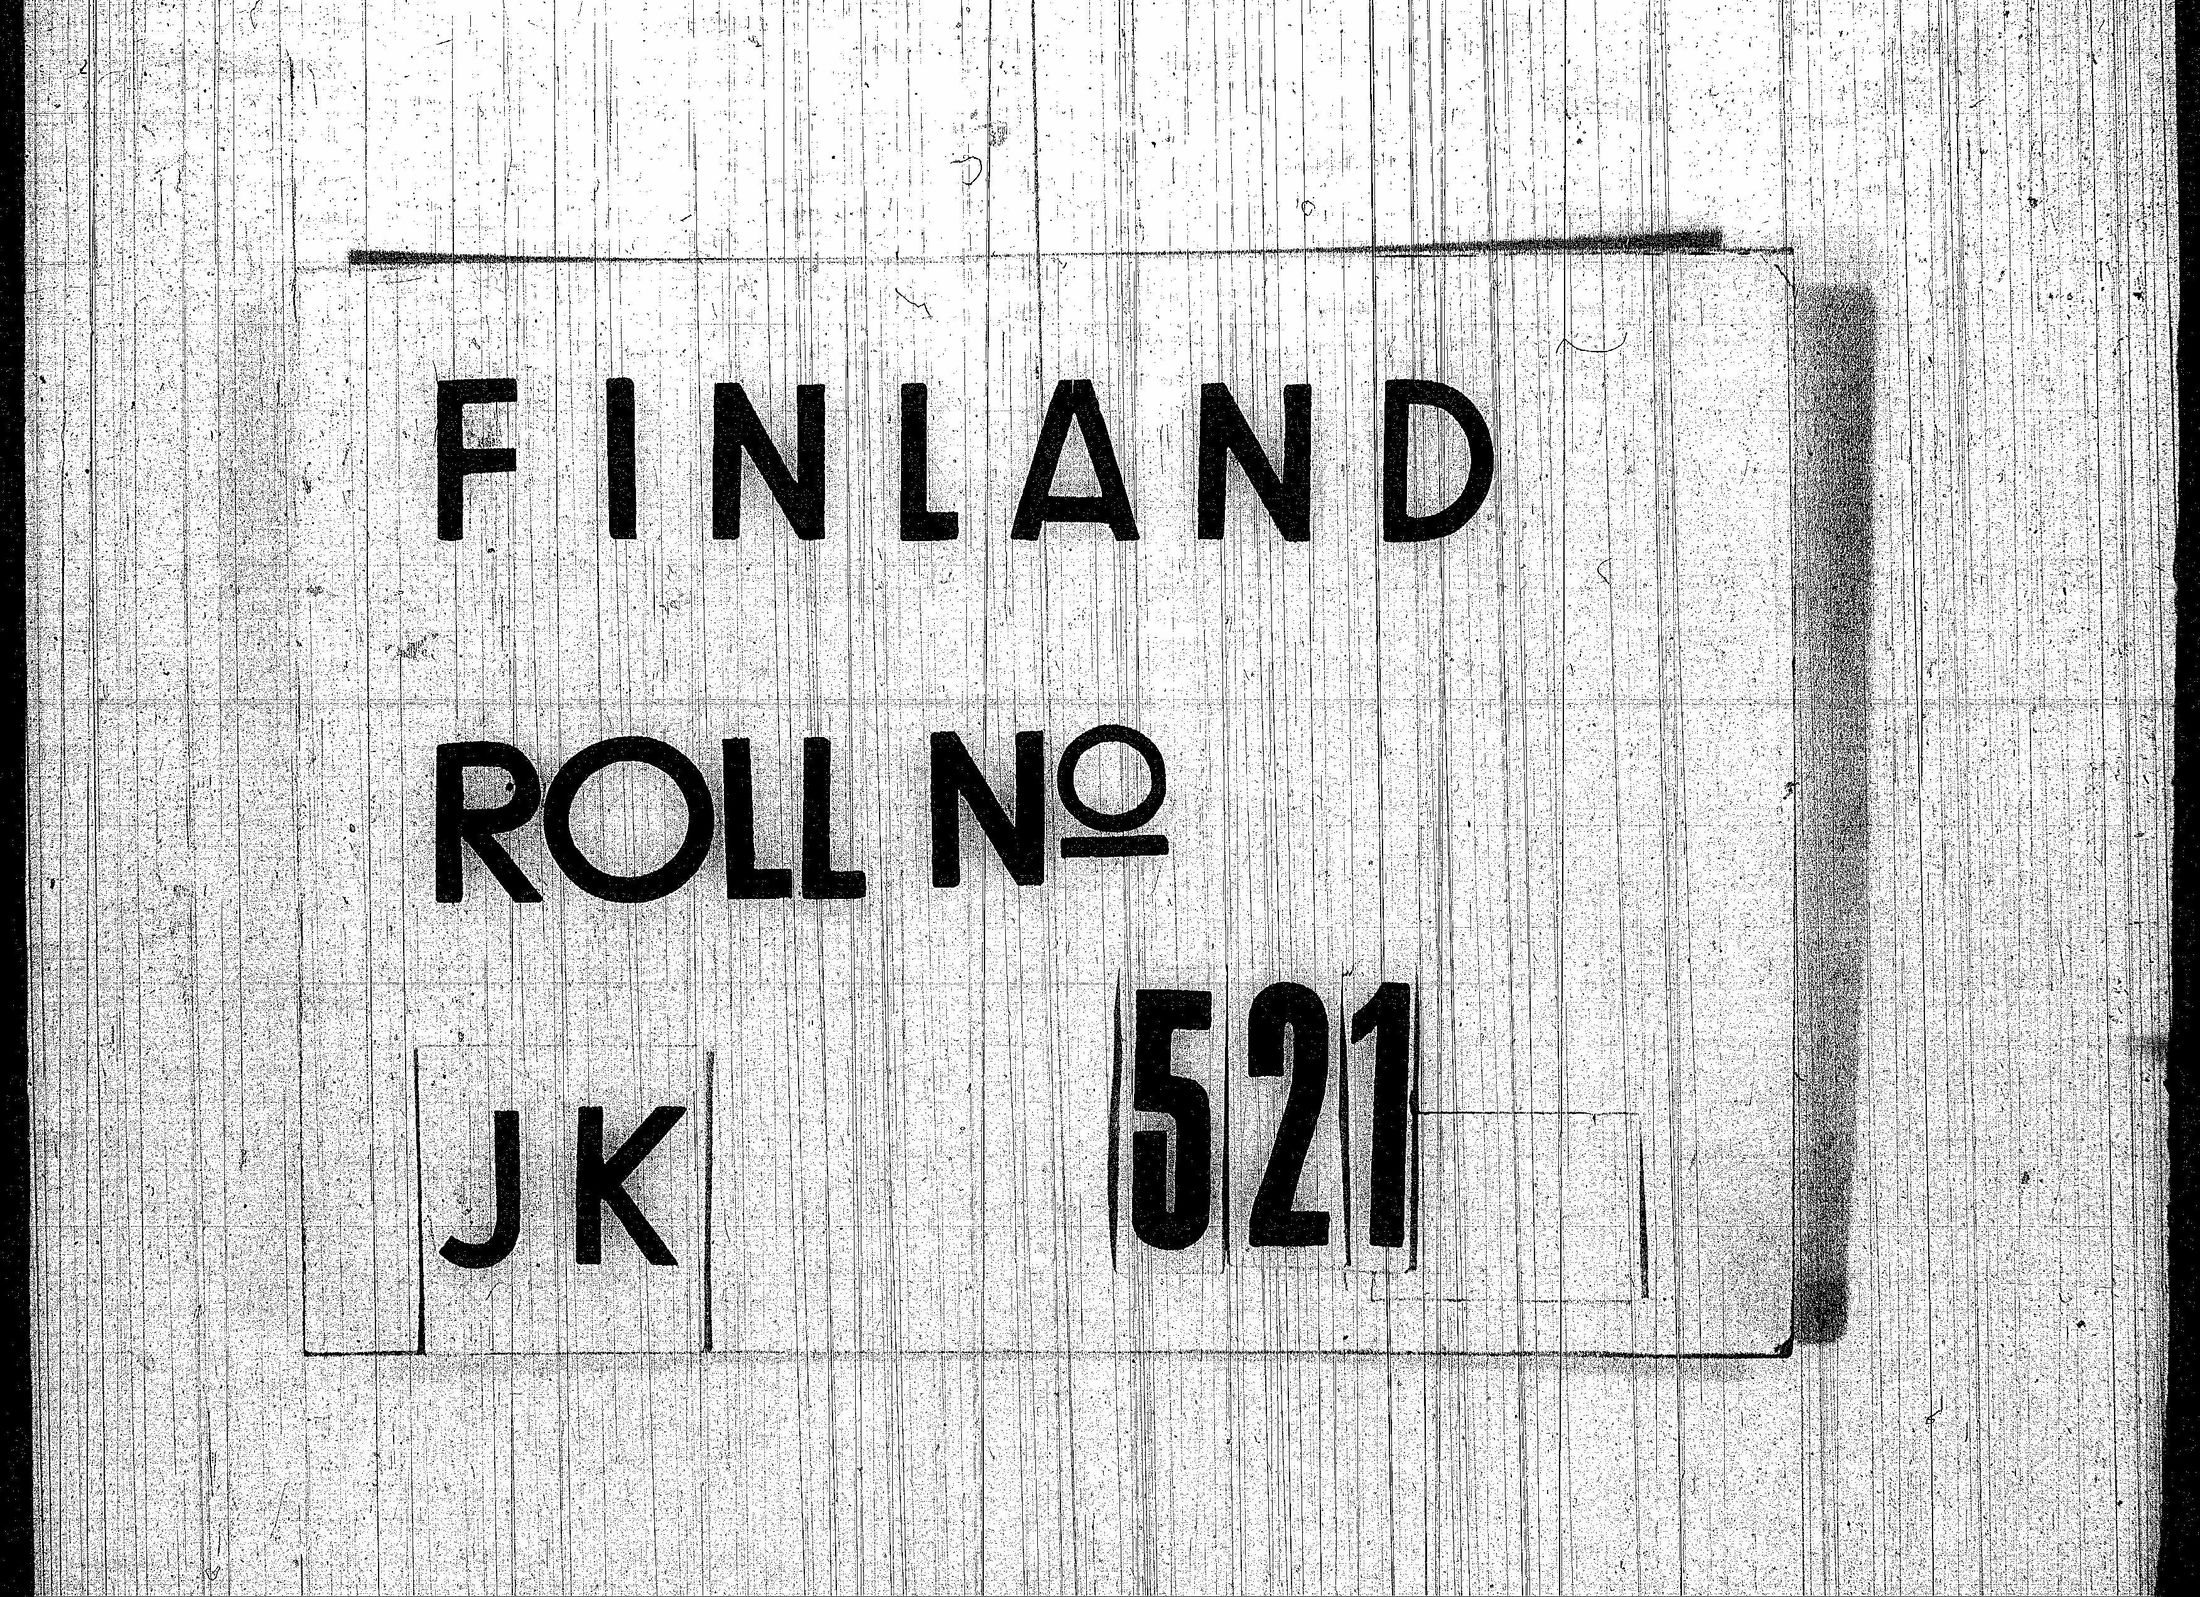 FINLAND
ROLL Nº
JK 521